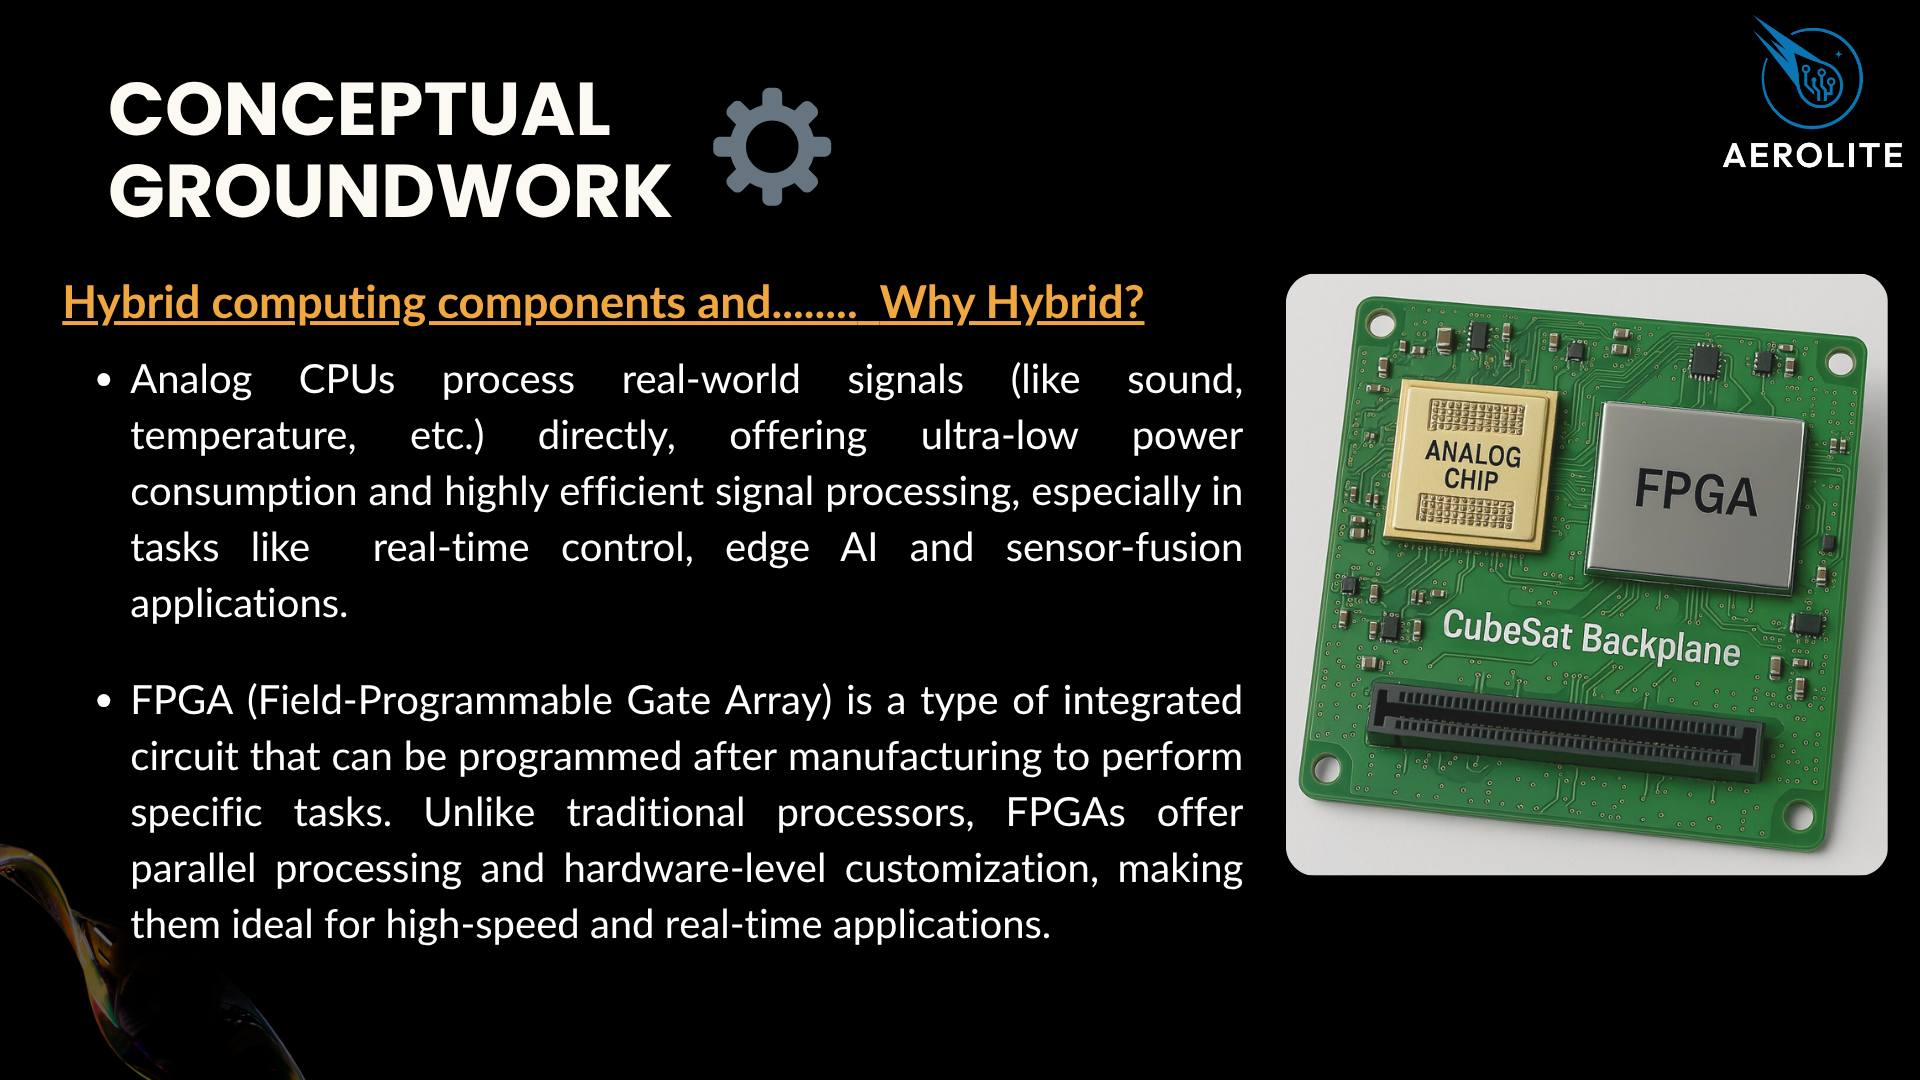 CONCEPTUAL
GROUNDWORK
AEROLITE
Hybrid computing components and........ Why Hybrid?
• Analog CPUs process real-world signals (like sound,
temperature, etc.) directly, offering ultra-low power
consumption and highly efficient signal processing, especially in
tasks like real-time control, edge AI and sensor-fusion
applications.
• FPGA (Field-Programmable Gate Array) is a type of integrated
circuit that can be programmed after manufacturing to perform
specific tasks. Unlike traditional processors, FPGAs offer
parallel processing and hardware-level customization, making
them ideal for high-speed and real-time applications.
ANALOG
CHIP
FPGA
CubeSat Backplane